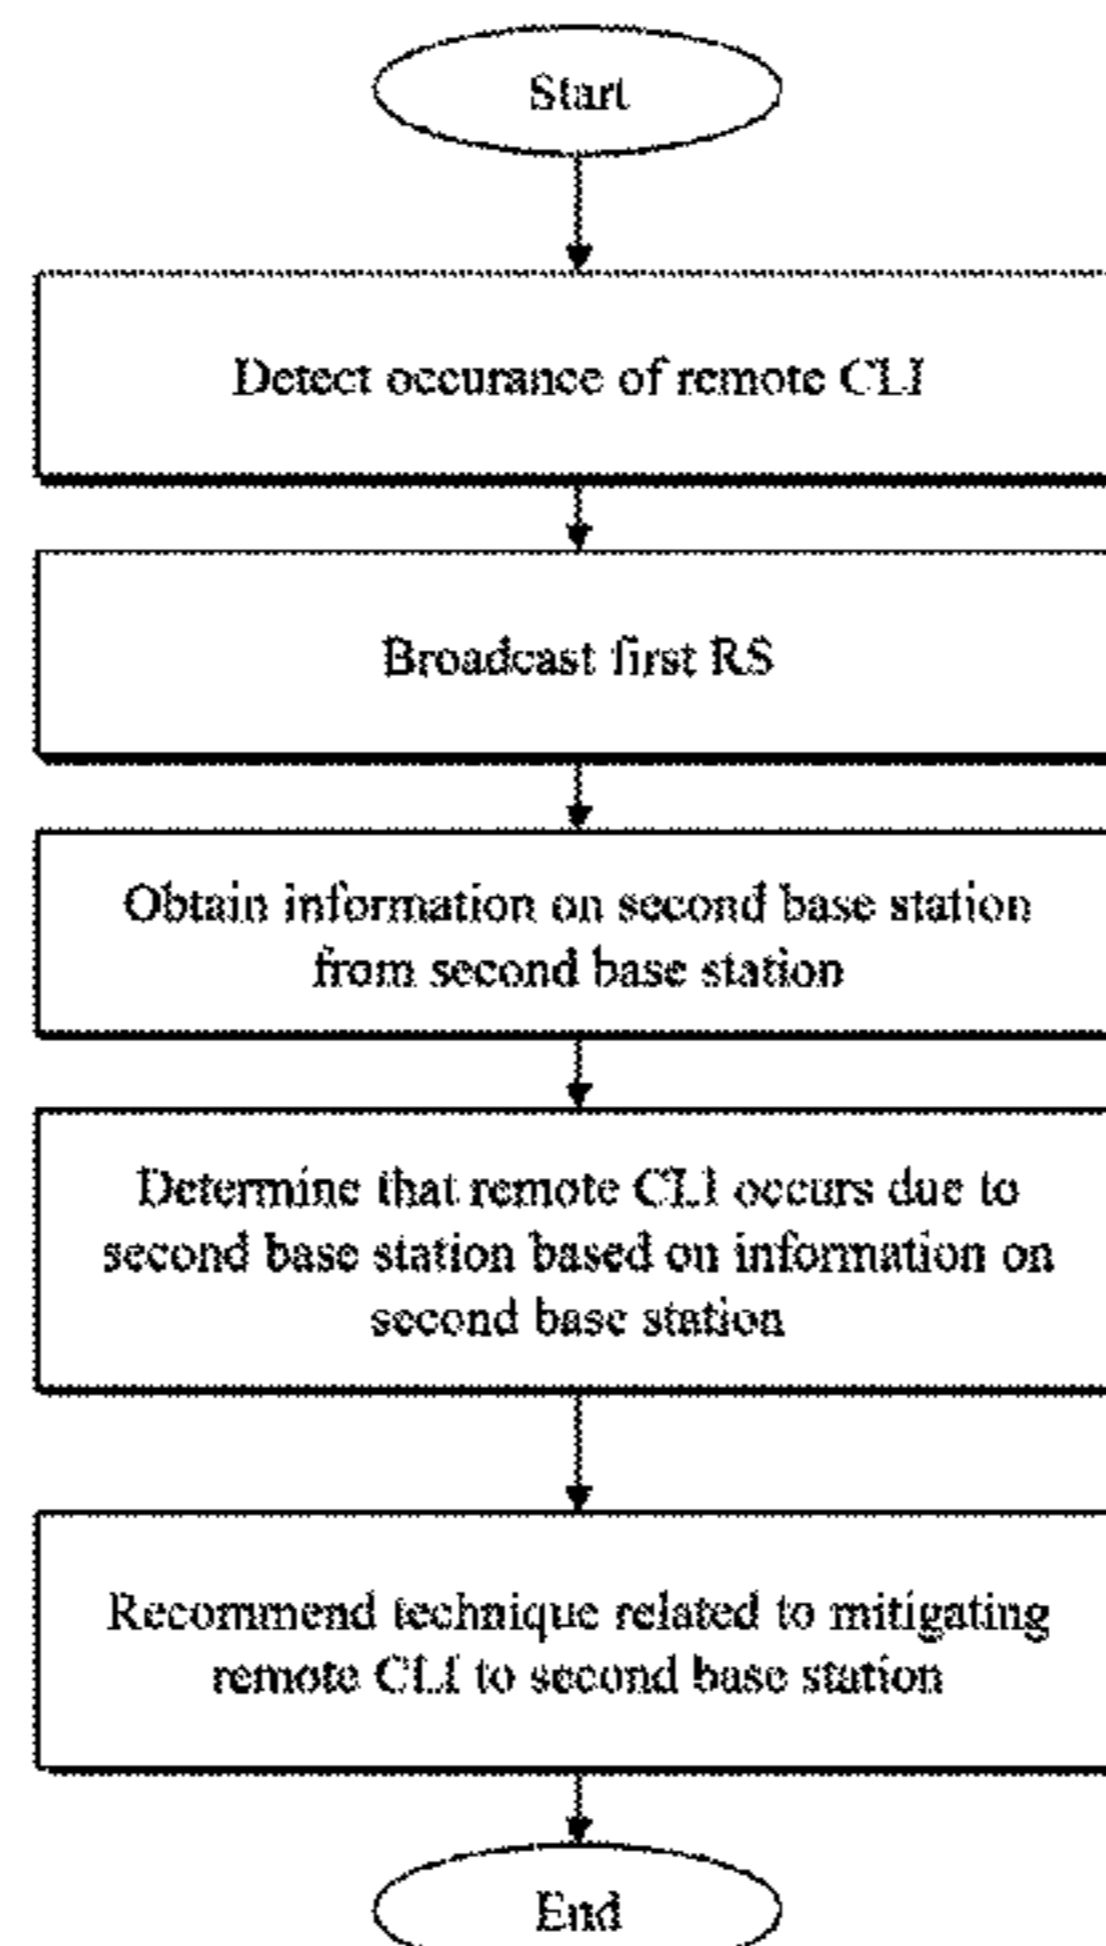 Start
Detect occurance of remote CLI
Broadcast first RS
Obtain information on second base station
from second base station
Determine that remote CLI occurs due to
second base station based on information on
second base station
Recommend technique related to mitigating
remote CLI to second base station
End